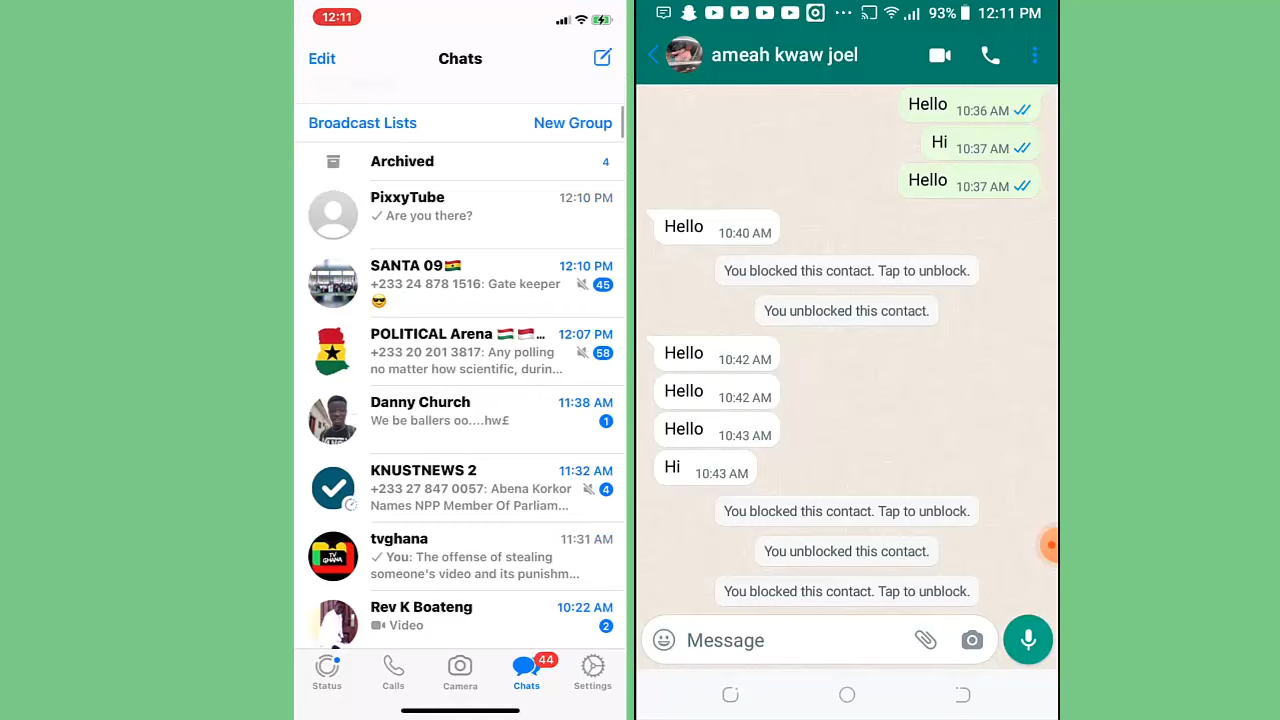 12:11
Edit
Chats
Broadcast Lists
New Group
Archived
4
PixxyTube
12:10 PM
✓ Are you there?
SANTA 09🇬🇭
12:10 PM
+233 24 878 1516: Gate keeper
45
😎
POLITICAL Arena 🇭🇺 🇮🇩...
12:07 PM
+233 20 201 3817: Any polling
58
no matter how scientific, durin...
Danny Church
11:38 AM
We be ballers oo....hw£
1
KNUSTNEWS 2
11:32 AM
+233 27 847 0057: Abena Korkor
4
Names NPP Member Of Parliam...
TV GHANA
tvghana
11:31 AM
✓ You: The offense of stealing
someone's video and its punishm...
Rev K Boateng
10:22 AM
Video
2
44
Status
Calls
Camera
Chats
Settings
... 93% 12:11 PM
ameah kwaw joel
Hello 10:36 AM
Hi 10:37 AM
Hello 10:37 AM
Hello 10:40 AM
You blocked this contact. Tap to unblock.
You unblocked this contact.
Hello 10:42 AM
Hello 10:42 AM
Hello 10:43 AM
Hi 10:43 AM
You blocked this contact. Tap to unblock.
You unblocked this contact.
You blocked this contact. Tap to unblock.
Message